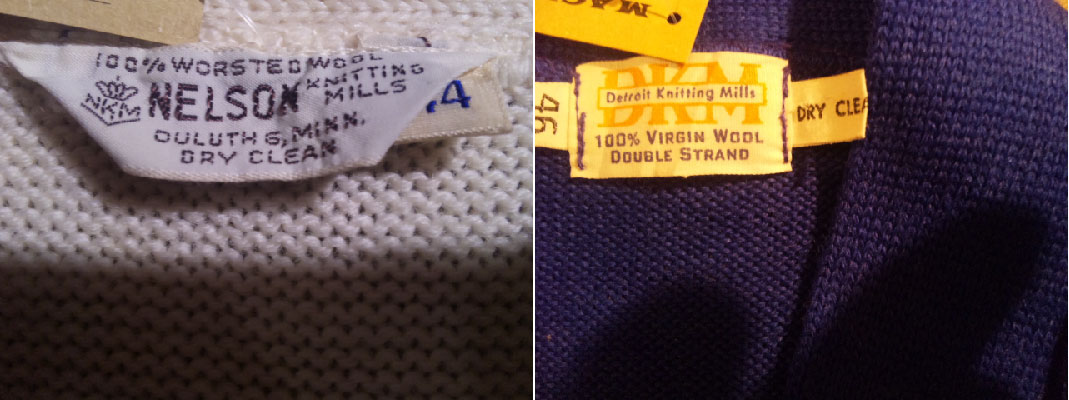 100% WORSTED WOOL
NKM NELSON KNITTING MILLS
DULUTH 6, MINN.
DRY CLEAN
MAC
DKM
Detroit Knitting Mills
100% VIRGIN WOOL
DOUBLE STRAND
46
DRY CLEA